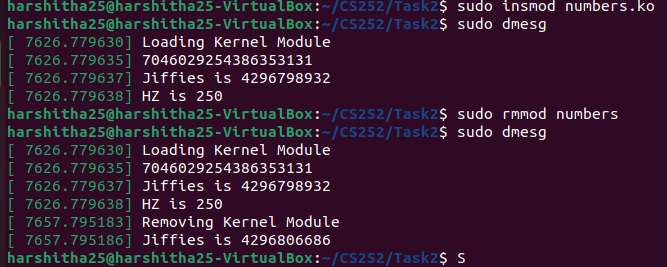 harshitha25@harshitha25-VirtualBox:~/CS252/Task2$ sudo insmod numbers.ko
harshitha25@harshitha25-VirtualBox:~/CS252/Task2$ sudo dmesg
[ 7626.779630] Loading Kernel Module
[ 7626.779635] 7046029254386353131
[ 7626.779637] Jiffies is 4296798932
[ 7626.779638] HZ is 250
harshitha25@harshitha25-VirtualBox:~/CS252/Task2$ sudo rmmod numbers
harshitha25@harshitha25-VirtualBox:~/CS252/Task2$ sudo dmesg
[ 7626.779630] Loading Kernel Module
[ 7626.779635] 7046029254386353131
[ 7626.779637] Jiffies is 4296798932
[ 7626.779638] HZ is 250
[ 7657.795183] Removing Kernel Module
[ 7657.795186] Jiffies is 4296806686
harshitha25@harshitha25-VirtualBox:~/CS252/Task2$ S